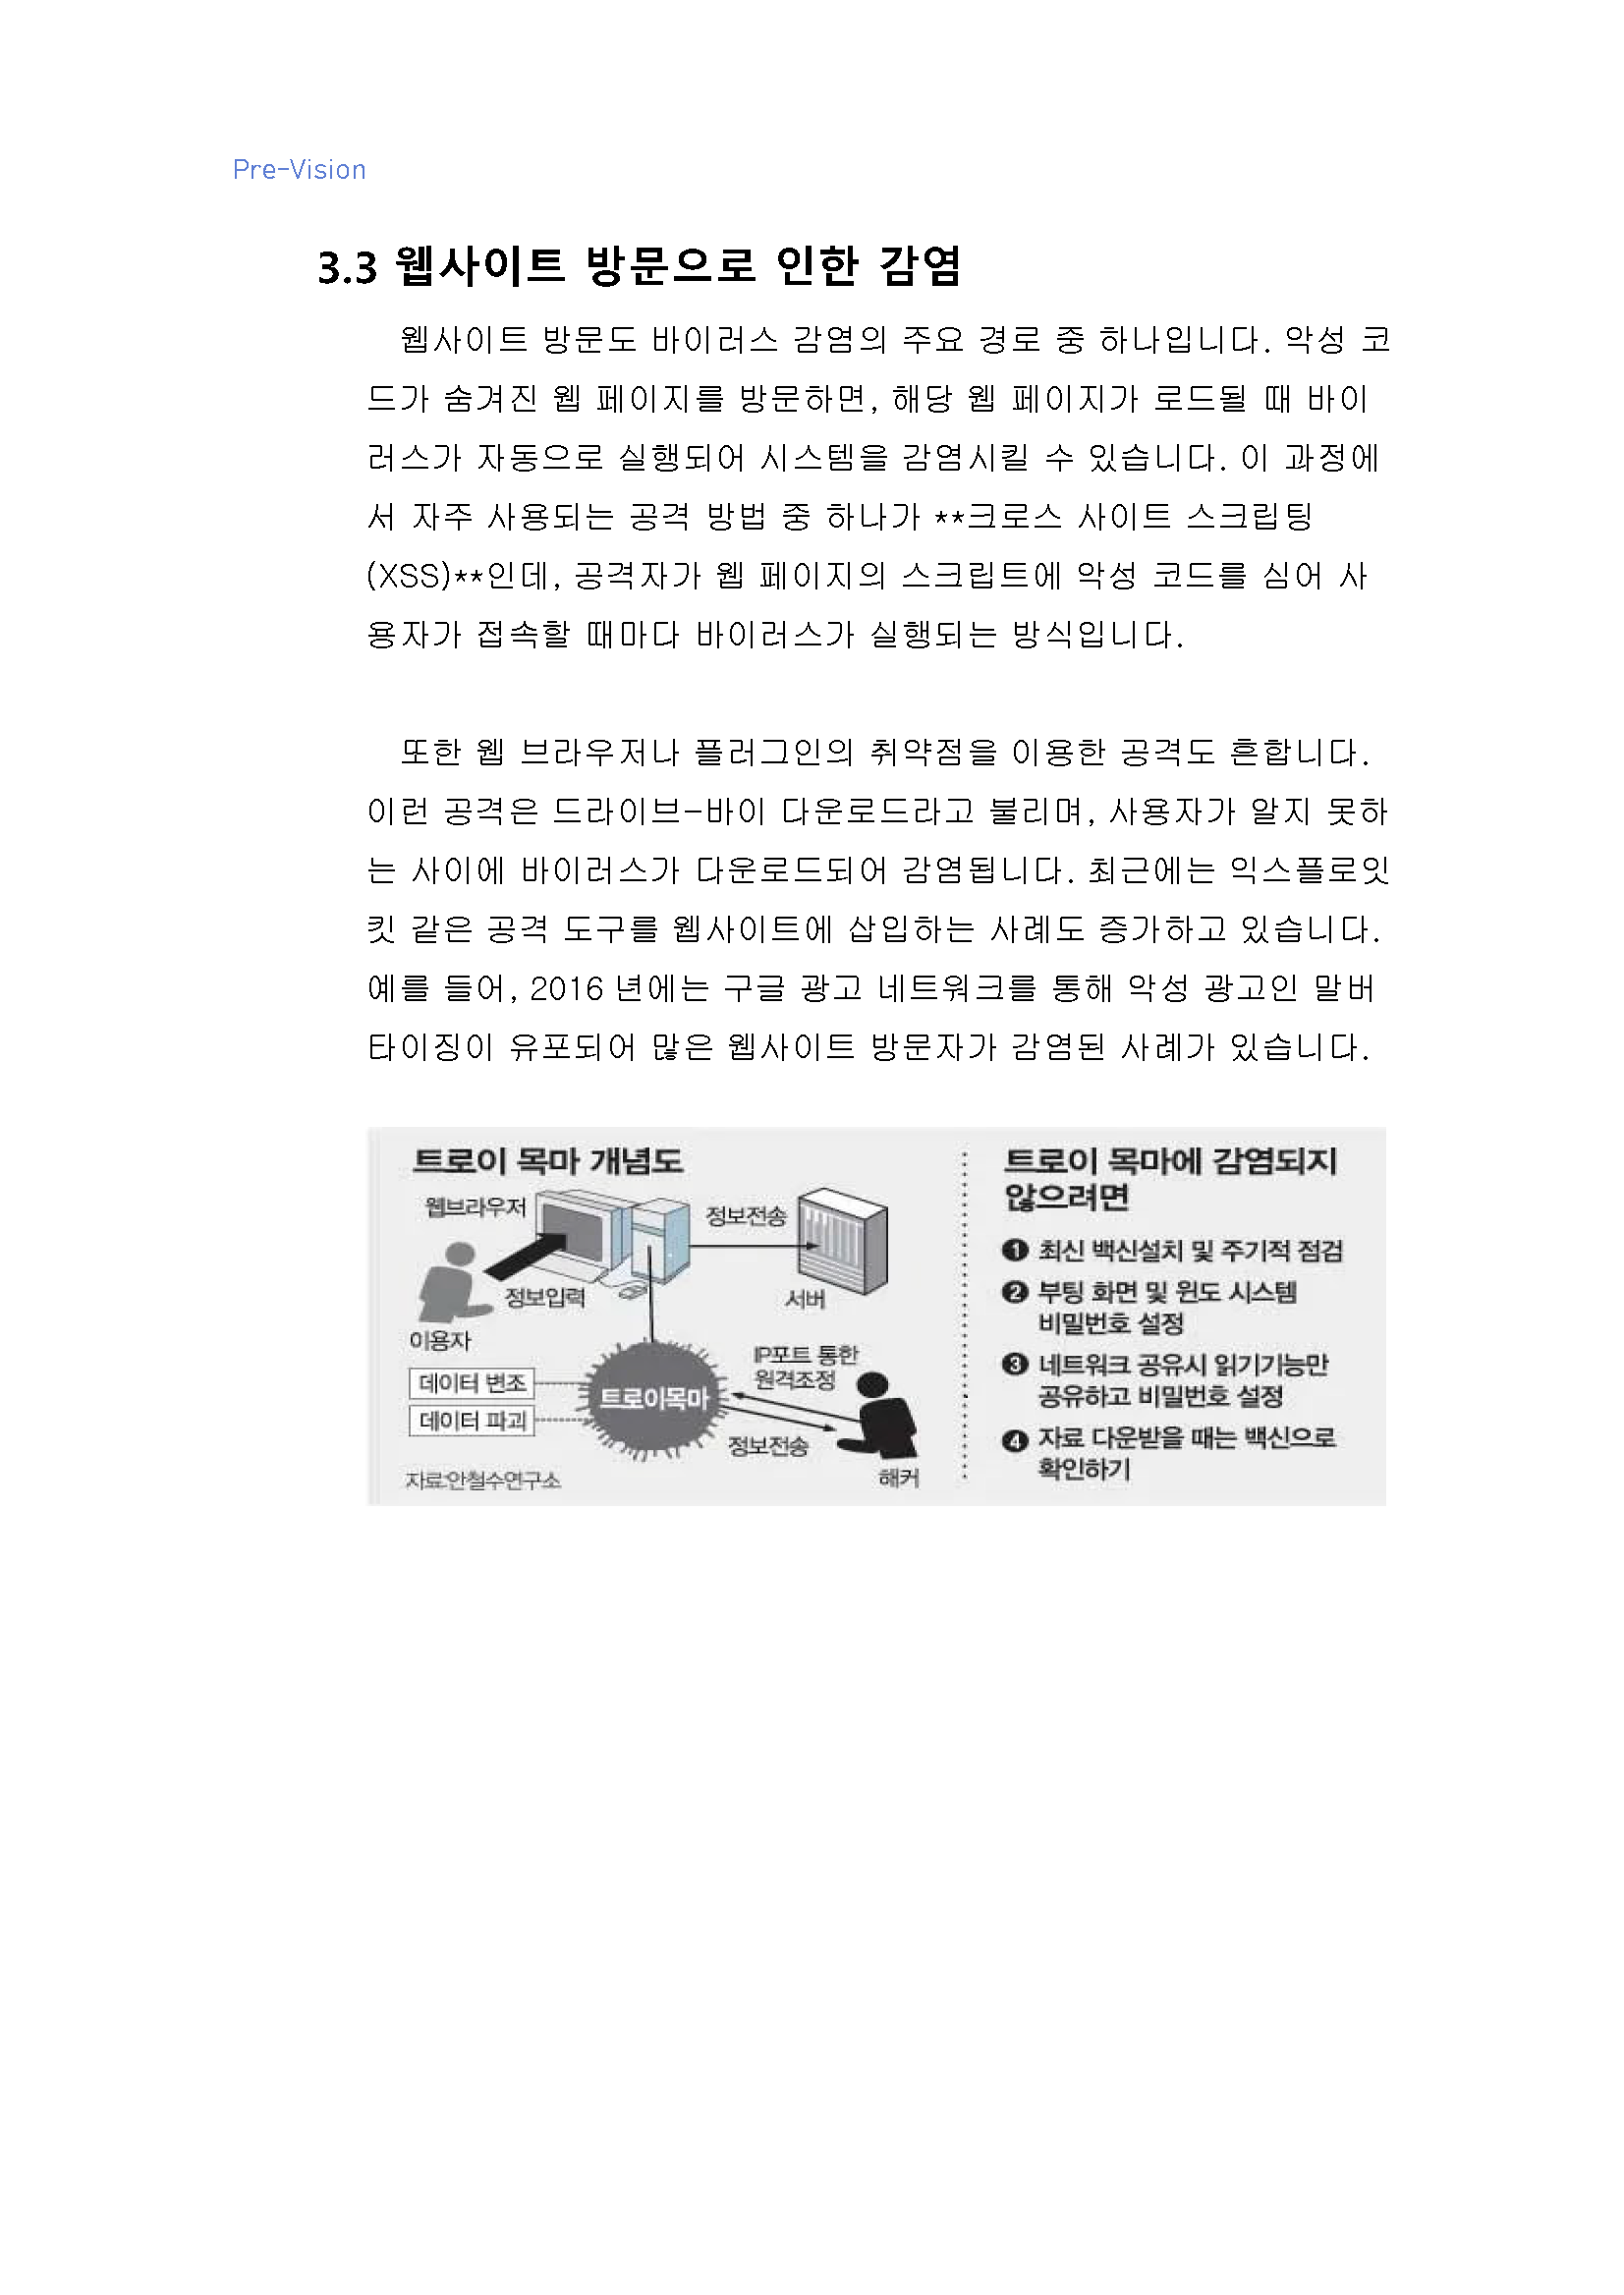 Pre-Vision
3.3 웹사이트 방문으로 인한 감염
웹사이트 방문도 바이러스 감염의 주요 경로 중 하나입니다. 악성 코
드가 숨겨진 웹 페이지를 방문하면, 해당 웹 페이지가 로드될 때 바이
러스가 자동으로 실행되어 시스템을 감염시킬 수 있습니다. 이 과정에
서 자주 사용되는 공격 방법 중 하나가 **크로스 사이트 스크립팅
(XSS)**인데, 공격자가 웹 페이지의 스크립트에 악성 코드를 심어 사
용자가 접속할 때마다 바이러스가 실행되는 방식입니다.
또한 웹 브라우저나 플러그인의 취약점을 이용한 공격도 흔합니다.
이런 공격은 드라이브-바이 다운로드라고 불리며, 사용자가 알지 못하
는 사이에 바이러스가 다운로드되어 감염됩니다. 최근에는 익스플로잇
킷 같은 공격 도구를 웹사이트에 삽입하는 사례도 증가하고 있습니다.
예를 들어, 2016 년에는 구글 광고 네트워크를 통해 악성 광고인 말버
타이징이 유포되어 많은 웹사이트 방문자가 감염된 사례가 있습니다.
트로이 목마 개념도
웹브라우저
정보전송
정보입력
서버
이용자
IP포트 통한
원격조정
데이터 변조
트로이목마
데이터 파괴
정보전송
해커
자료:안철수연구소
트로이 목마에 감염되지
않으려면
❶ 최신 백신설치 및 주기적 점검
❷ 부팅 화면 및 윈도 시스템
비밀번호 설정
❸ 네트워크 공유시 읽기기능만
공유하고 비밀번호 설정
❹ 자료 다운받을 때는 백신으로
확인하기